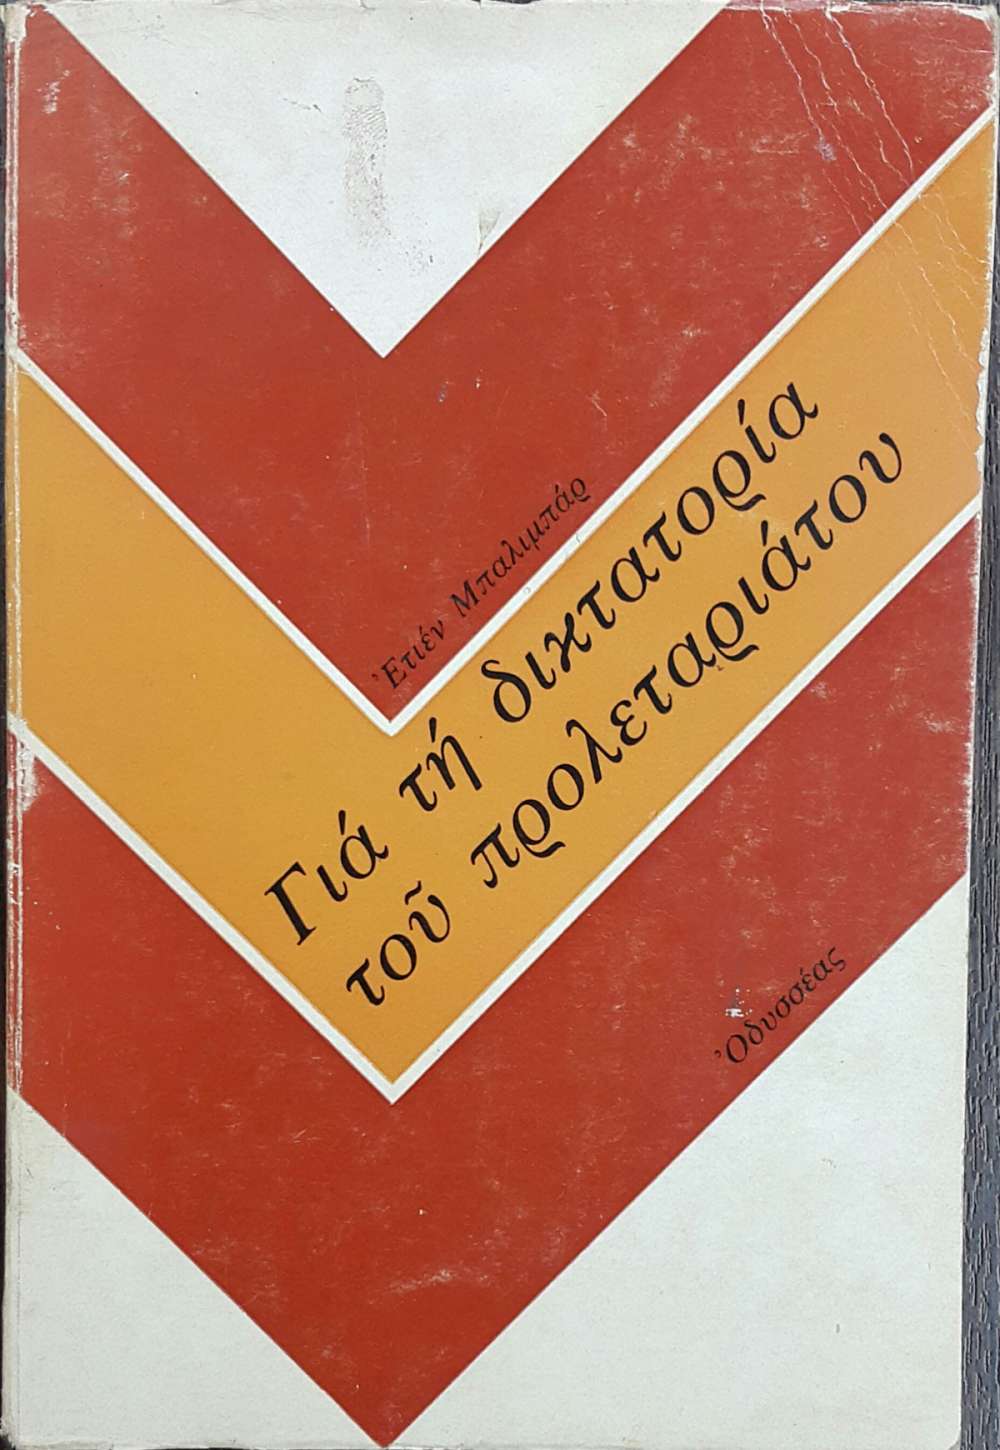 Ἐτιέν Μπαλιμπάρ
Γιά τή δικτατορία
τοῦ προλεταριάτου
Ὀδυσσέας